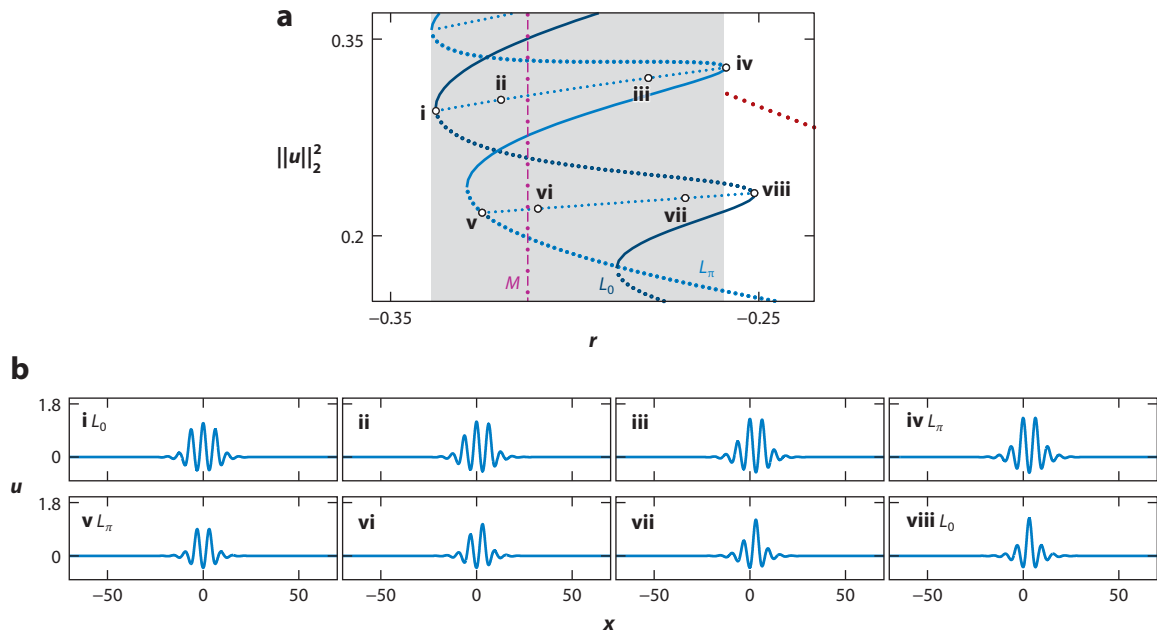 a
0.35
0.2
||u||₂²
i
ii
iii
iv
v
vi
vii
viii
M
L₀
Lπ
−0.35
−0.25
r
b
1.8
0
i L₀
ii
iii
iv Lπ
u
1.8
0
v Lπ
vi
vii
viii L₀
−50 0 50
−50 0 50
−50 0 50
−50 0 50
x